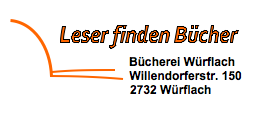 Leser finden Bücher
Bücherei Würflach
Willendorferstr. 150
2732 Würflach